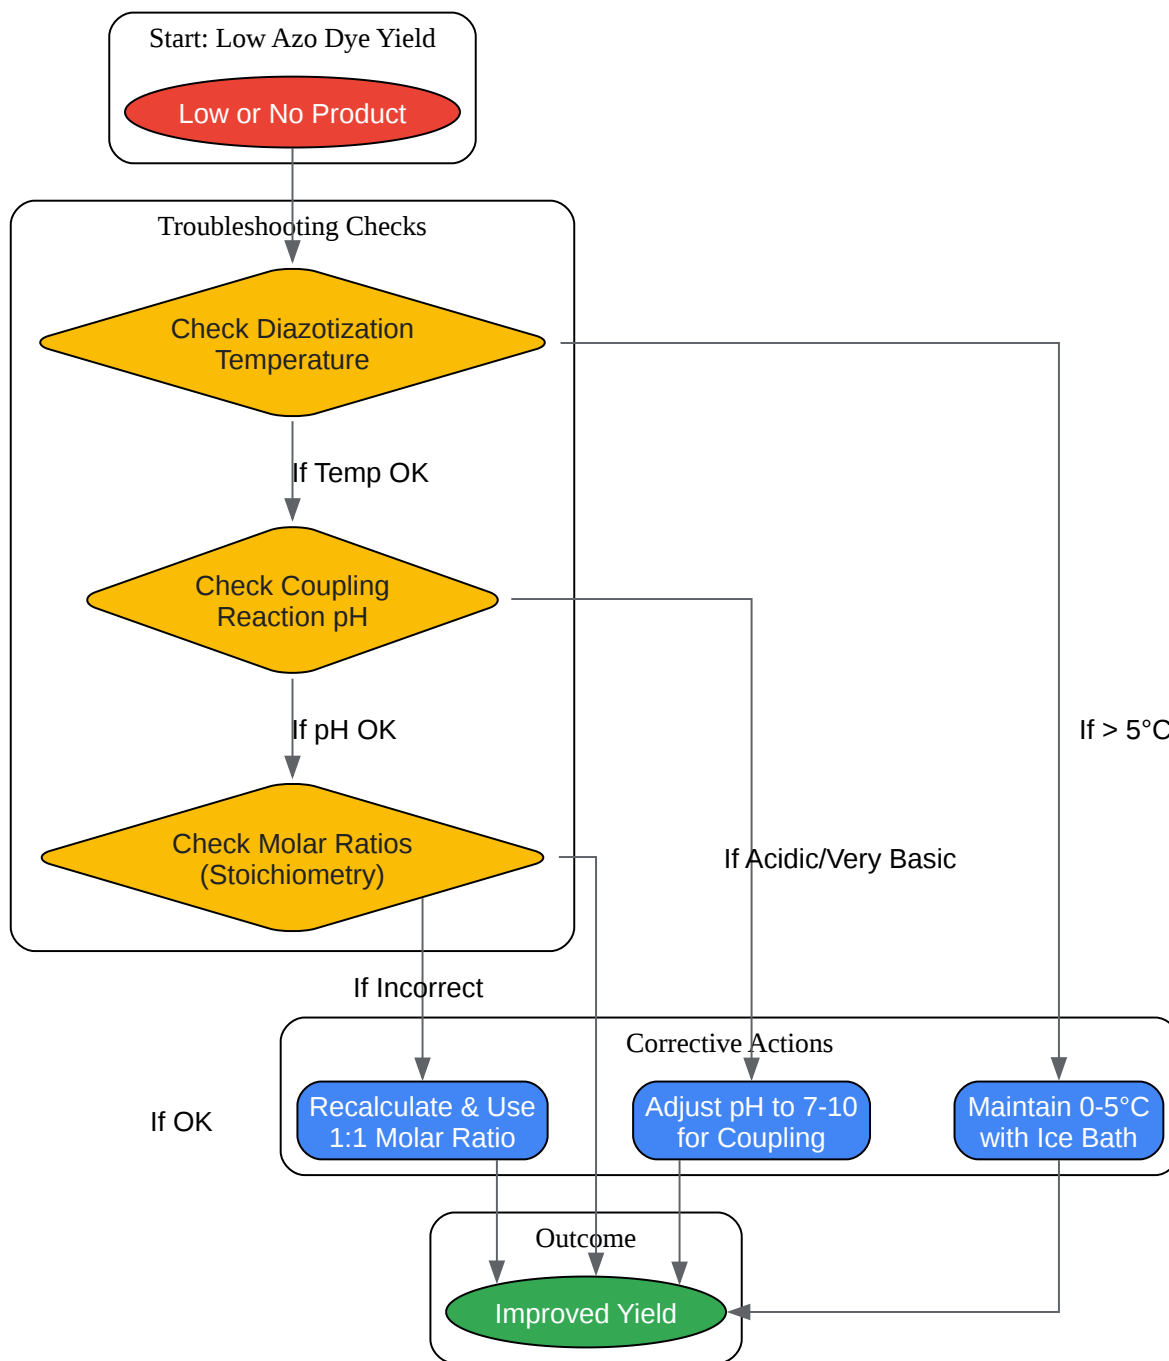 Start: Low Azo Dye Yield
Low or No Product
Troubleshooting Checks
Check Diazotization
Temperature
If Temp OK
Check Coupling
Reaction pH
If pH OK
If > 5°C
Check Molar Ratios
(Stoichiometry)
If Acidic/Very Basic
If Incorrect
Corrective Actions
If OK
Recalculate & Use
1:1 Molar Ratio
Adjust pH to 7-10
for Coupling
Maintain 0-5°C
with Ice Bath
Outcome
Improved Yield